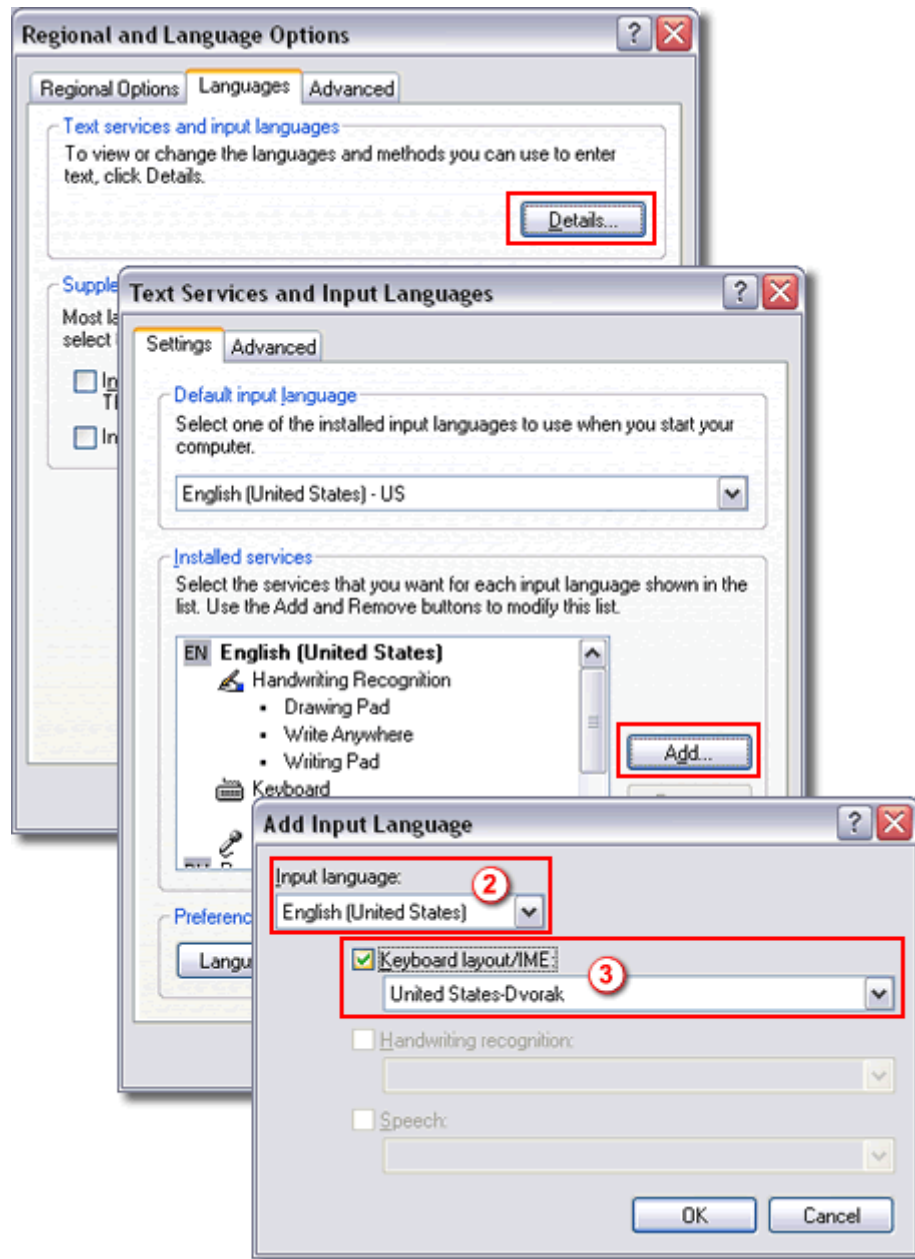 Regional and Language Options
Regional Options Languages Advanced
Text services and input languages
To view or change the languages and methods you can use to enter
text, click Details.
Details...
Text Services and Input Languages
Most
select
Settings Advanced
Default input language
Select one of the installed input languages to use when you start your
computer.
English (United States) - US
Installed services
Select the services that you want for each input language shown in the
list. Use the Add and Remove buttons to modify this list.
EN English (United States)
Handwriting Recognition
• Drawing Pad
• Write Anywhere
• Writing Pad
Add...
Keyboard
Add Input Language
Input language:
2
English (United States)
Keyboard layout/IME:
3
United States-Dvorak
Handwriting recognition:
Speech:
OK Cancel